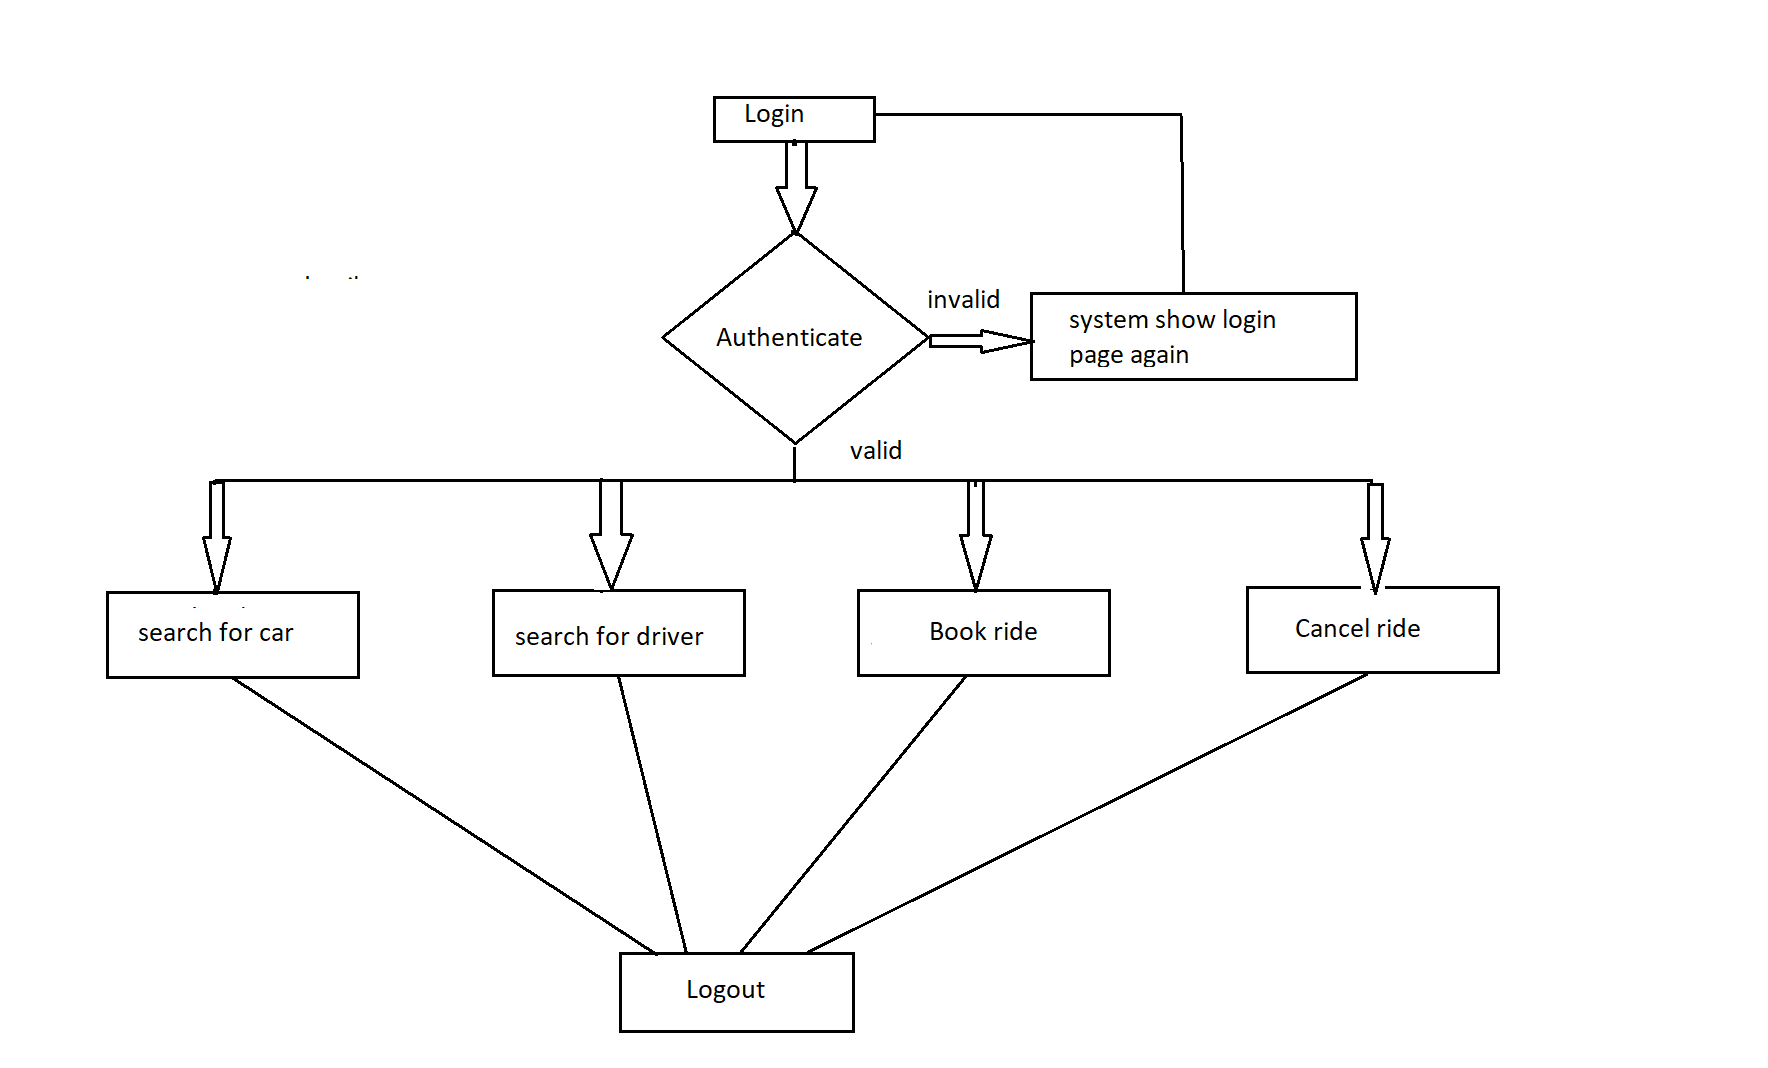 Login
invalid
system show login
page again
Authenticate
valid
search for car
search for driver
Book ride
Cancel ride
Logout